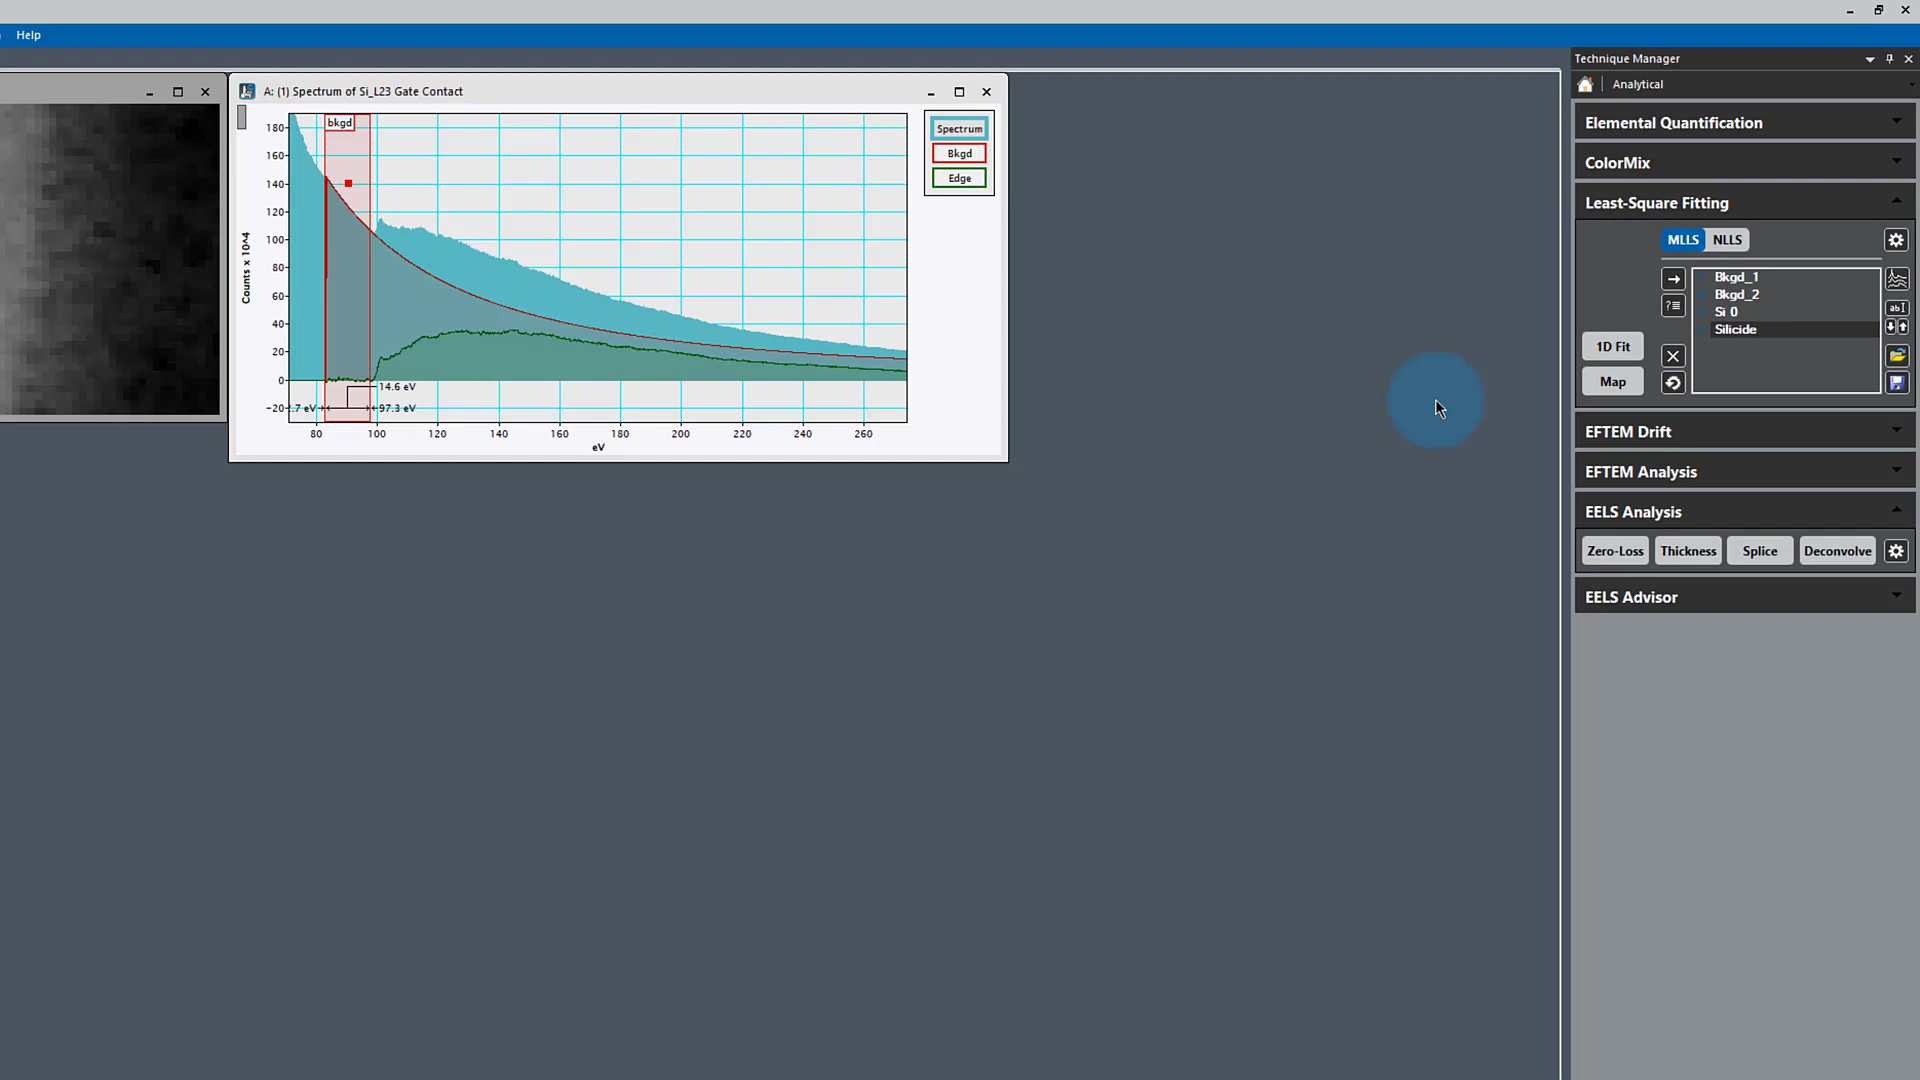 Help
Technique Manager
Analytical
A: (1) Spectrum of Si_L23 Gate Contact
Spectrum
Bkgd
Edge
bkgd
Counts x 10^4
180
160
140
120
100
80
60
40
20
0
−20
.7 eV
14.6 eV
97.3 eV
80 100 120 140 160 180 200 220 240 260
eV
Elemental Quantification
ColorMix
Least-Square Fitting
MLLS NLLS
Bkgd_1
Bkgd_2
Si 0
Silicide
?
abI
1D Fit
Map
EFTEM Drift
EFTEM Analysis
EELS Analysis
Zero-Loss Thickness Splice Deconvolve
EELS Advisor